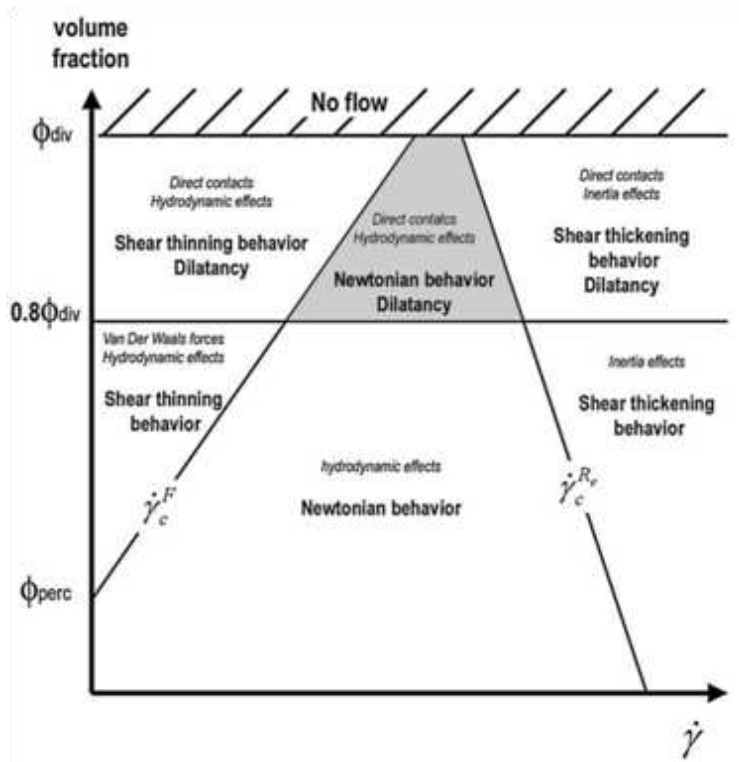 volume
fraction
No flow
ϕdiv
Direct contacts
Hydrodynamic effects
Shear thinning behavior
Dilatancy
Direct contatcs
Hydrodynamic effects
Newtonian behavior
Dilatancy
Direct contacts
Inertia effects
Shear thickening
behavior
Dilatancy
0.8ϕdiv
Van Der Waals forces
Hydrodynamic effects
Shear thinning
behavior
Inertia effects
Shear thickening
behavior
hydrodynamic effects
Newtonian behavior
γ̇cF
γ̇cRe
ϕperc
γ̇